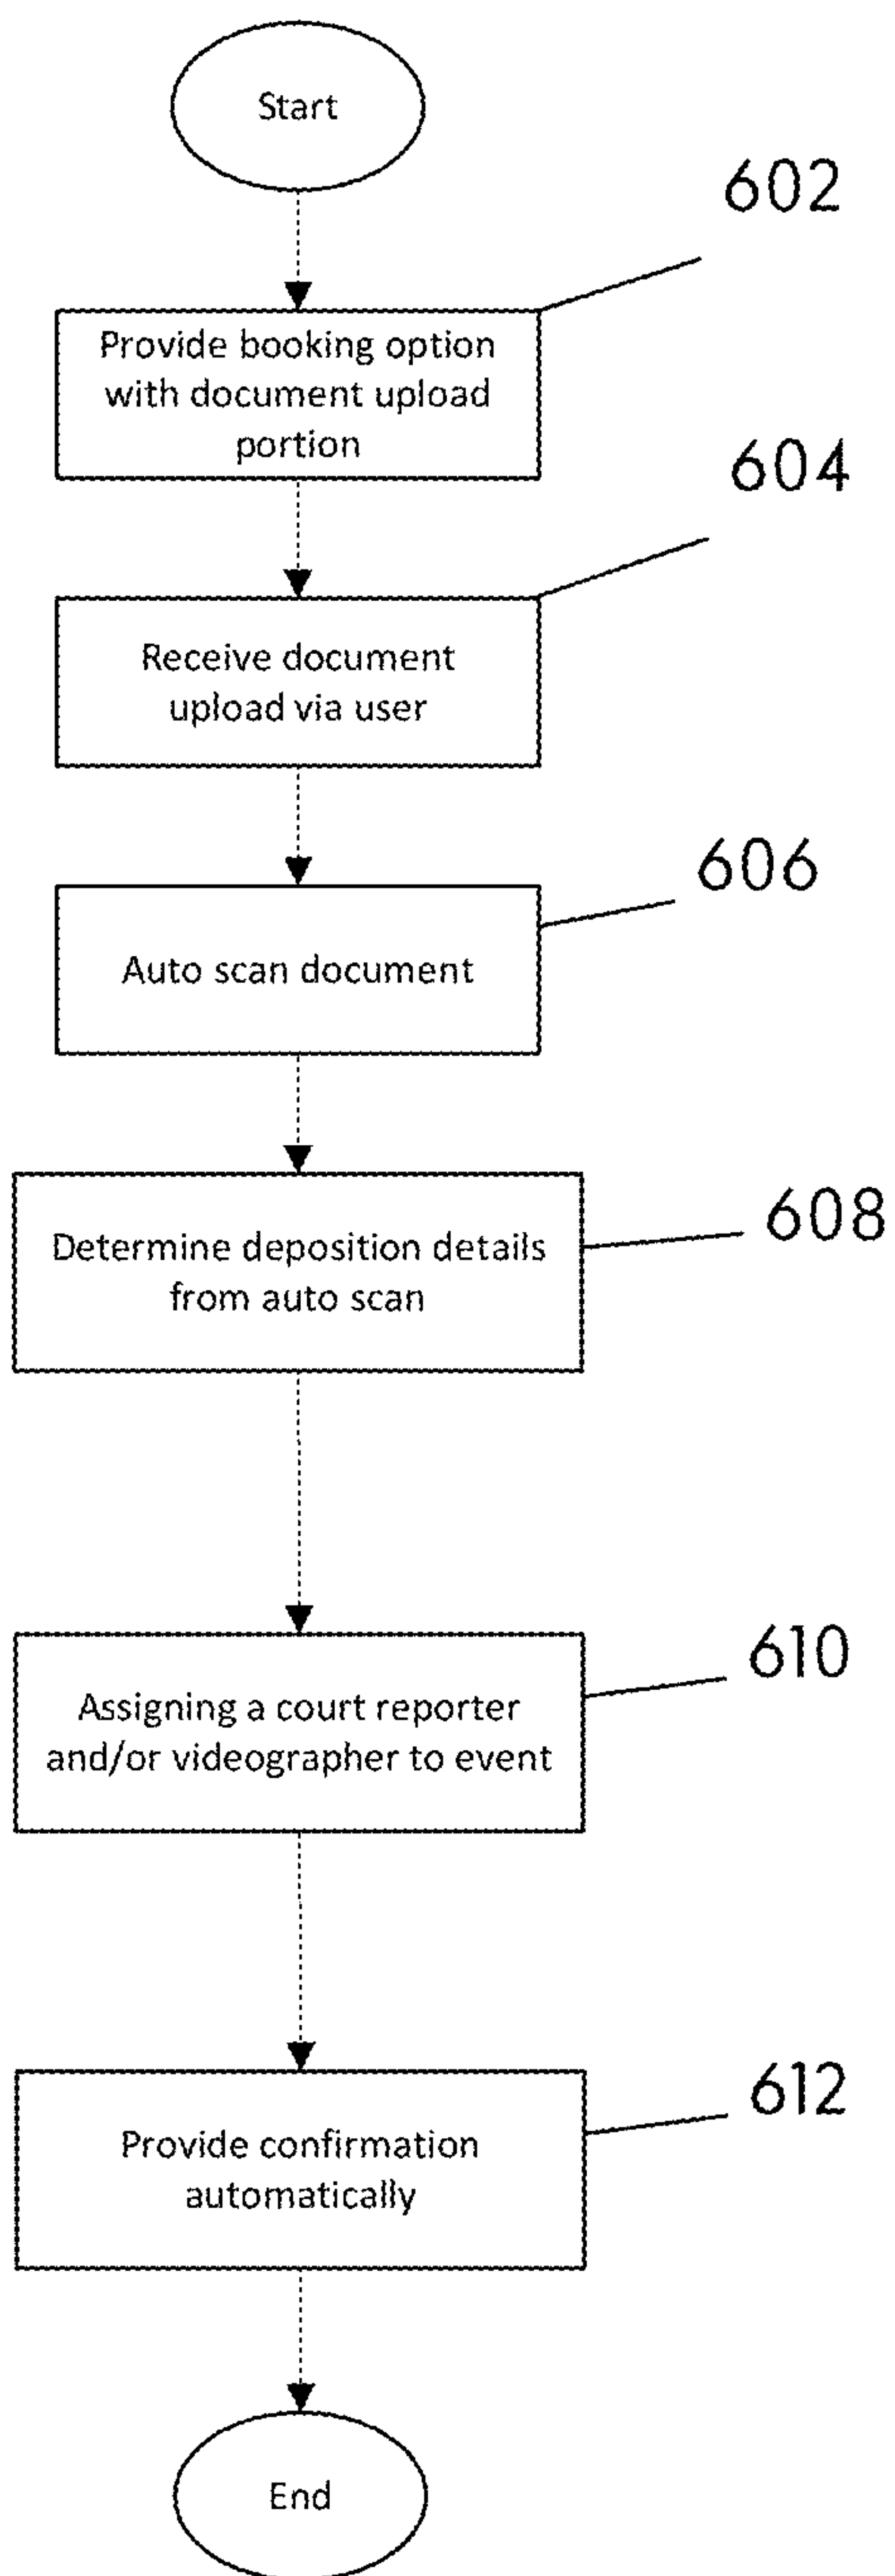 Start
602
Provide booking option
with document upload
portion
604
Receive document
upload via user
606
Auto scan document
608
Determine deposition details
from auto scan
610
Assigning a court reporter
and/or videographer to event
612
Provide confirmation
automatically
End